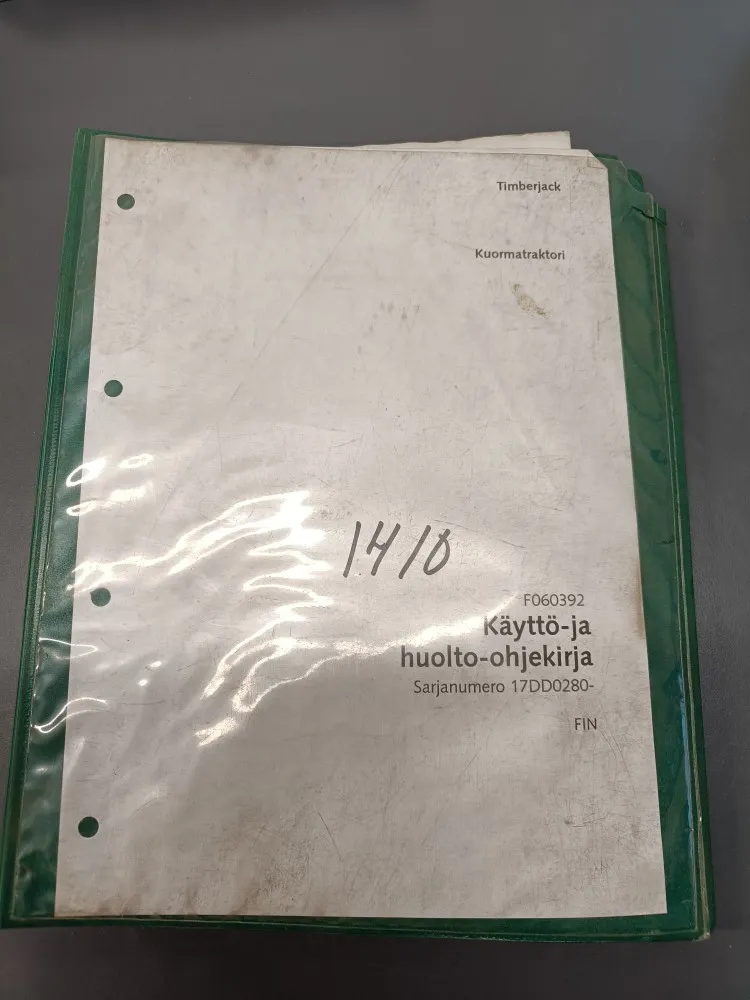 Timberjack
Kuormatraktori
1410
F060392
Käyttö-ja
huolto-ohjekirja
Sarjanumero 17DD0280-
FIN